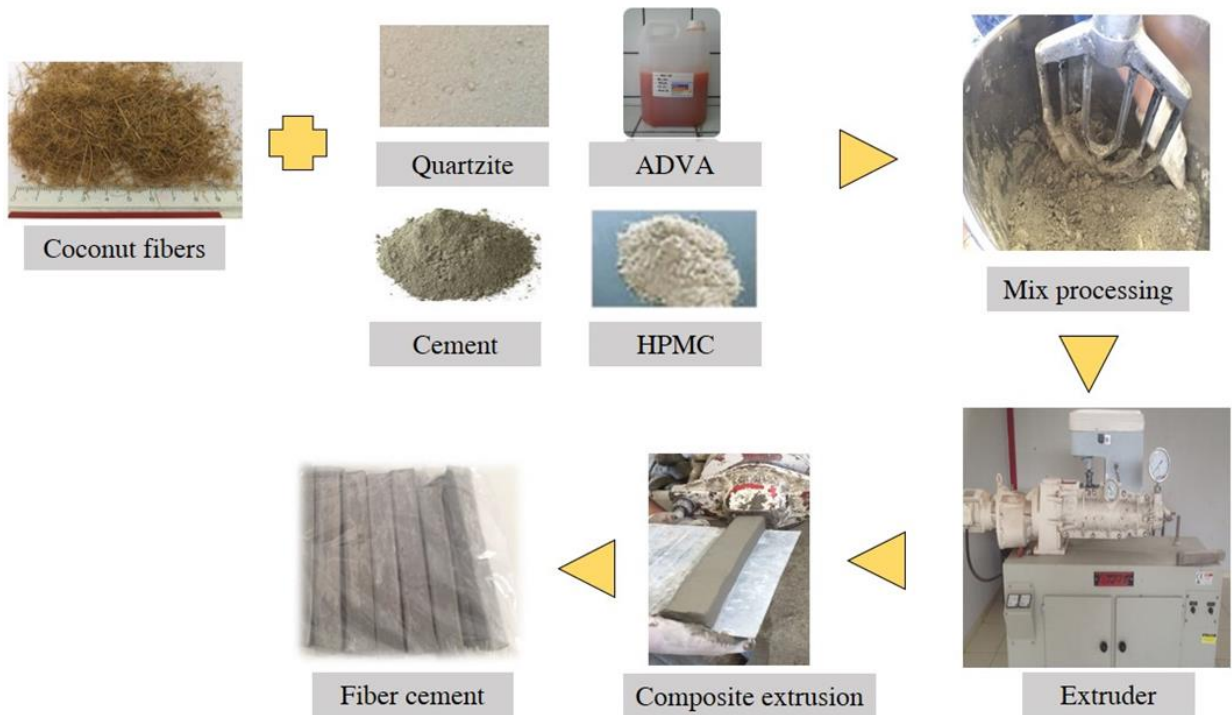 Quartzite
ADVA
Coconut fibers
Cement
HPMC
Mix processing
Fiber cement
Composite extrusion
Extruder